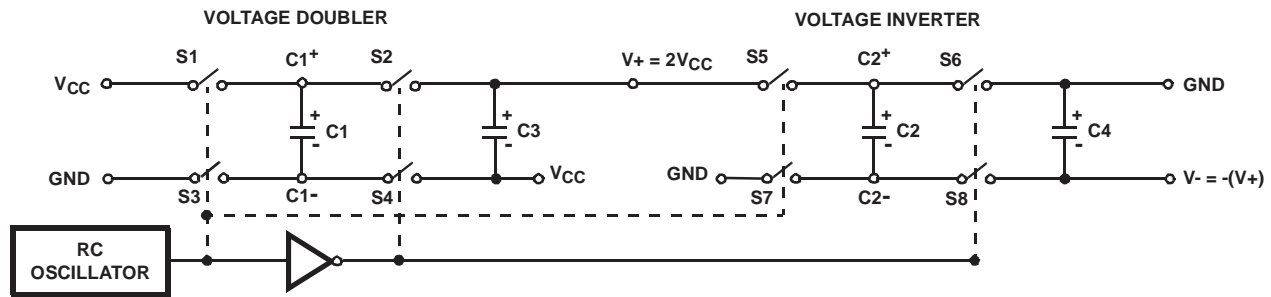 VOLTAGE DOUBLER
VOLTAGE INVERTER
S1
C1+
S2
V+ = 2VCC
S5
C2+
S6
VCC
GND
+
C1
-
+
C3
-
+
C2
-
+
C4
-
GND
S3
C1-
S4
VCC
GND
S7
C2-
S8
V- = -(V+)
RC
OSCILLATOR